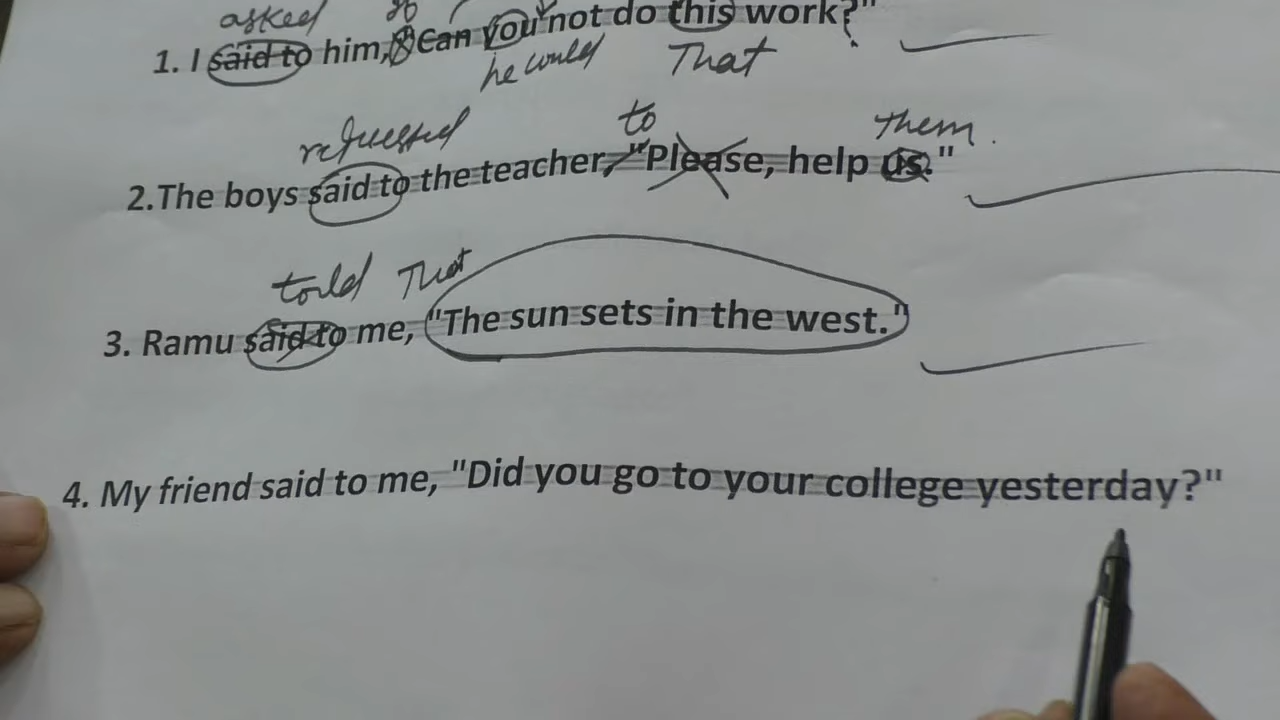 asked if
1. I said to him, "Can you not do this work?"
he could That
requested to them.
2.The boys said to the teacher, "Please, help us."
told That
3. Ramu said to me, "The sun sets in the west."
4. My friend said to me, "Did you go to your college yesterday?"